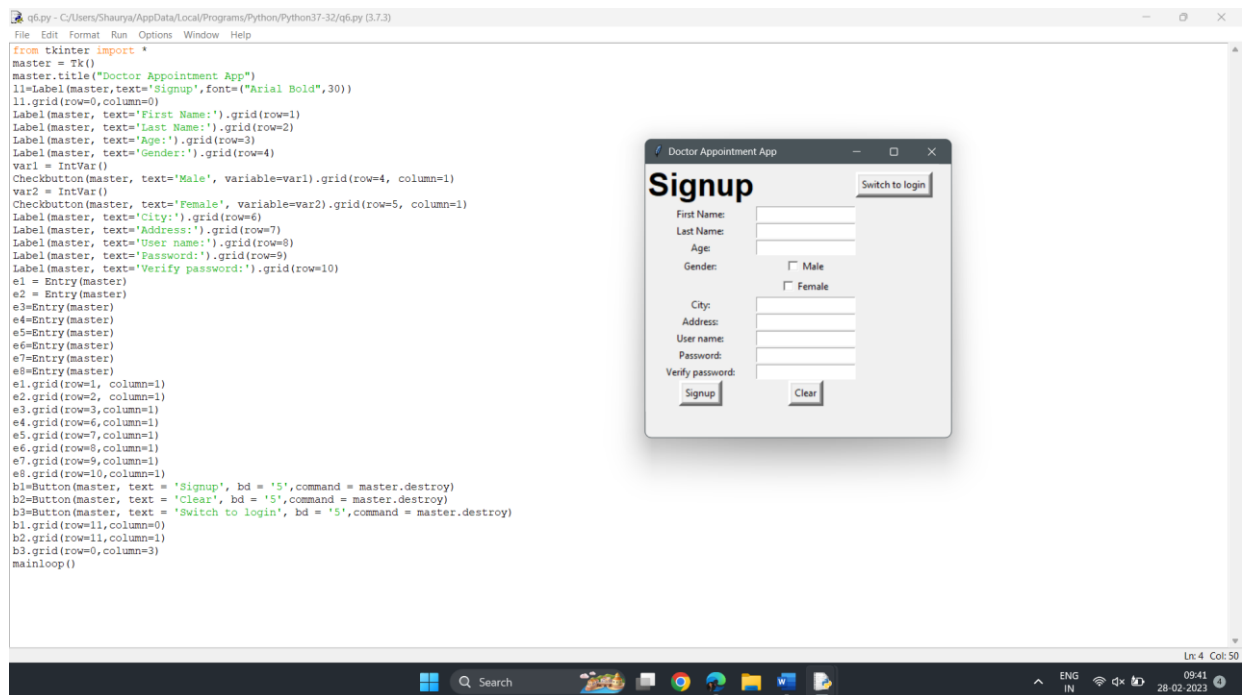 q6.py - C:/Users/Shaurya/AppData/Local/Programs/Python/Python37-32/q6.py (3.7.3)
File Edit Format Run Options Window Help
from tkinter import *
master = Tk()
master.title("Doctor Appointment App")
l1=Label(master,text='Signup',font=("Arial Bold",30))
l1.grid(row=0,column=0)
Label(master, text='First Name:').grid(row=1)
Label(master, text='Last Name:').grid(row=2)
Label(master, text='Age:').grid(row=3)
Label(master, text='Gender:').grid(row=4)
var1 = IntVar()
Checkbutton(master, text='Male', variable=var1).grid(row=4, column=1)
var2 = IntVar()
Checkbutton(master, text='Female', variable=var2).grid(row=5, column=1)
Label(master, text='City:').grid(row=6)
Label(master, text='Address:').grid(row=7)
Label(master, text='User name:').grid(row=8)
Label(master, text='Password:').grid(row=9)
Label(master, text='Verify password:').grid(row=10)
e1 = Entry(master)
e2 = Entry(master)
e3=Entry(master)
e4=Entry(master)
e5=Entry(master)
e6=Entry(master)
e7=Entry(master)
e8=Entry(master)
e1.grid(row=1, column=1)
e2.grid(row=2, column=1)
e3.grid(row=3,column=1)
e4.grid(row=6,column=1)
e5.grid(row=7,column=1)
e6.grid(row=8,column=1)
e7.grid(row=9,column=1)
e8.grid(row=10,column=1)
b1=Button(master, text = 'Signup', bd = '5',command = master.destroy)
b2=Button(master, text = 'Clear', bd = '5',command = master.destroy)
b3=Button(master, text = 'Switch to login', bd = '5',command = master.destroy)
b1.grid(row=11,column=0)
b2.grid(row=11,column=1)
b3.grid(row=0,column=3)
mainloop()
Doctor Appointment App
Signup Switch to login
First Name:
Last Name:
Age:
Gender: Male
Female
City:
Address:
User name:
Password:
Verify password:
Signup Clear
Ln: 4 Col: 50
Search
ENG
IN
09:41
28-02-2023
4